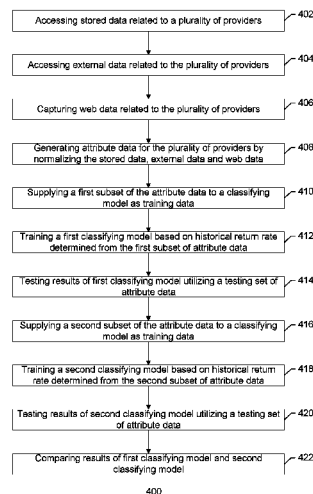 Accessing stored data related to a plurality of providers
402
Accessing external data related to the plurality of providers
404
Capturing web data related to the plurality of providers
406
Generating attribute data for the plurality of providers by
normalizing the stored data, external data and web data
408
Supplying a first subset of the attribute data to a classifying
model as training data
410
Training a first classifying model based on historical return
rate determined from the first subset of attribute data
412
Testing results of first classifying model utilizing a testing set of
attribute data
414
Supplying a second subset of the attribute data to a classifying
model as training data
416
Training a second classifying model based on historical return
rate determined from the second subset of attribute data
418
Testing results of second classifying model utilizing a testing set
of attribute data
420
Comparing results of first classifying model and second
classifying model
422
400